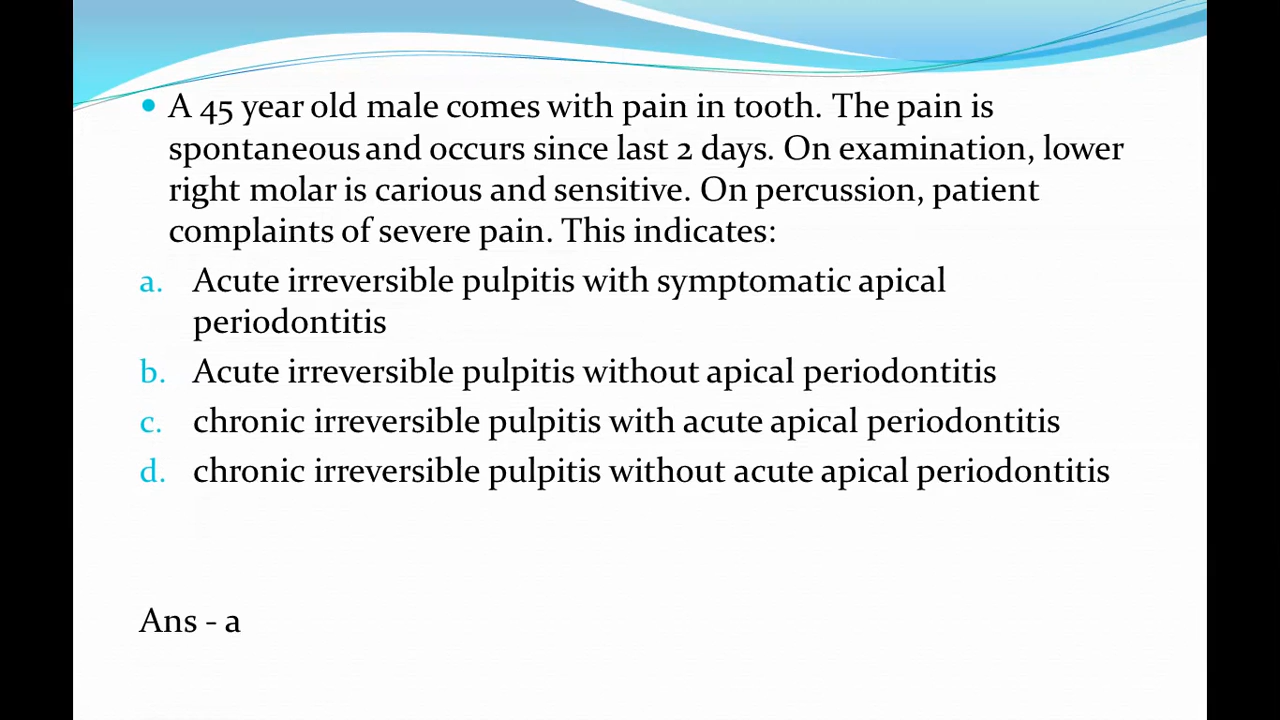 • A 45 year old male comes with pain in tooth. The pain is
spontaneous and occurs since last 2 days. On examination, lower
right molar is carious and sensitive. On percussion, patient
complaints of severe pain. This indicates:
a. Acute irreversible pulpitis with symptomatic apical
periodontitis
b. Acute irreversible pulpitis without apical periodontitis
c. chronic irreversible pulpitis with acute apical periodontitis
d. chronic irreversible pulpitis without acute apical periodontitis
Ans - a